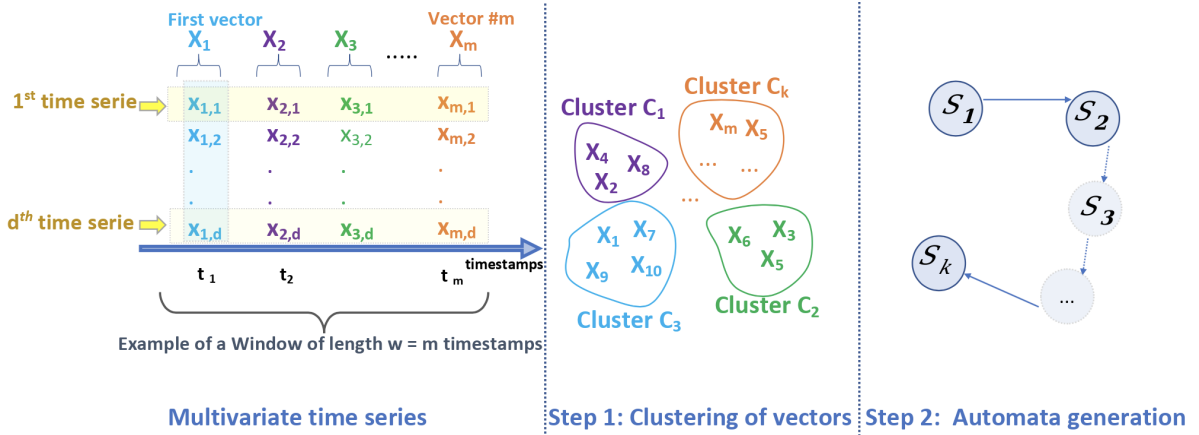 First vector Vector #m
X1 X2 X3 ..... Xm
1st time serie x1,1 x2,1 x3,1 xm,1
x1,2 x2,2 x3,2 xm,2
. . . .
. . . .
dth time serie x1,d x2,d x3,d xm,d
timestamps
t 1 t2 t m
Example of a Window of length w = m timestamps
Multivariate time series
Cluster Ck
Xm X5
... ...
Cluster C1
X4 X8
X2
...
X1 X7
X9 X10
Cluster C3
X6 X3
X5
Cluster C2
Step 1: Clustering of vectors
S1 S2
S3
Sk
...
Step 2: Automata generation